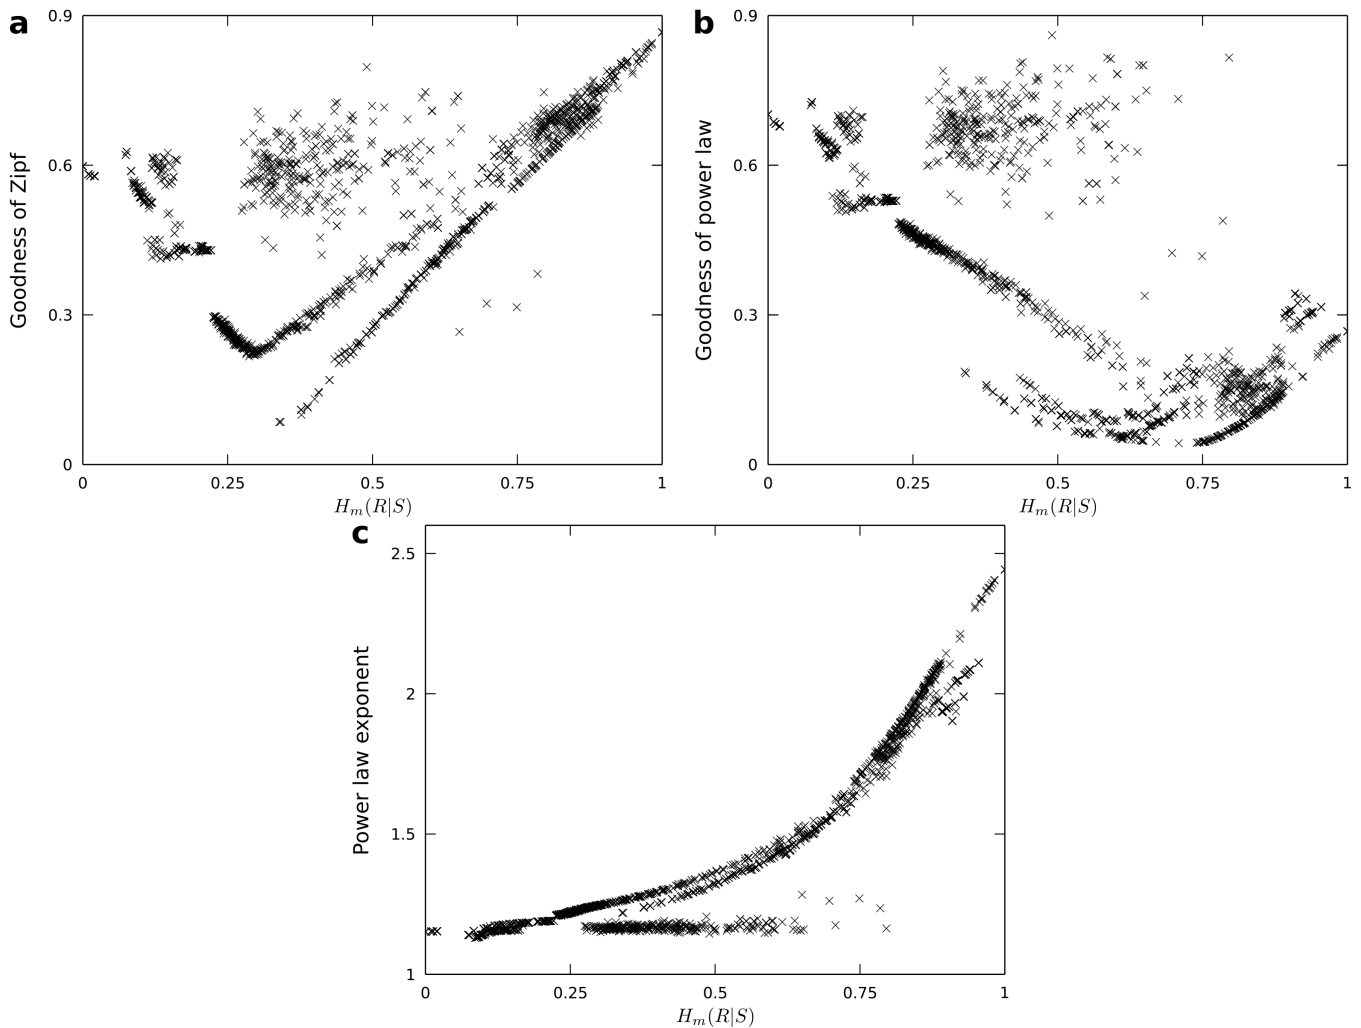 a
Goodness of Zipf
0.9
0.6
0.3
0
0 0.25 0.5 0.75 1
H_m(R|S)
b
Goodness of power law
0.9
0.6
0.3
0
0 0.25 0.5 0.75 1
H_m(R|S)
c
Power law exponent
2.5
2
1.5
1
0 0.25 0.5 0.75 1
H_m(R|S)